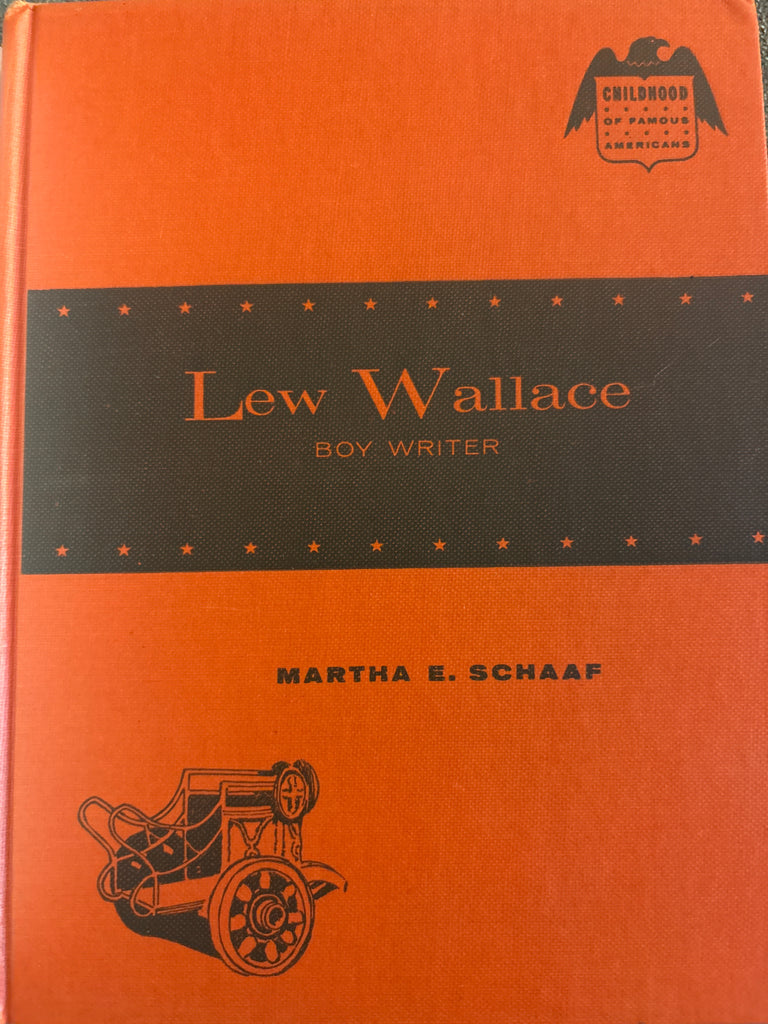 CHILDHOOD
OF FAMOUS
AMERICANS
Lew Wallace
BOY WRITER
MARTHA E. SCHAAF